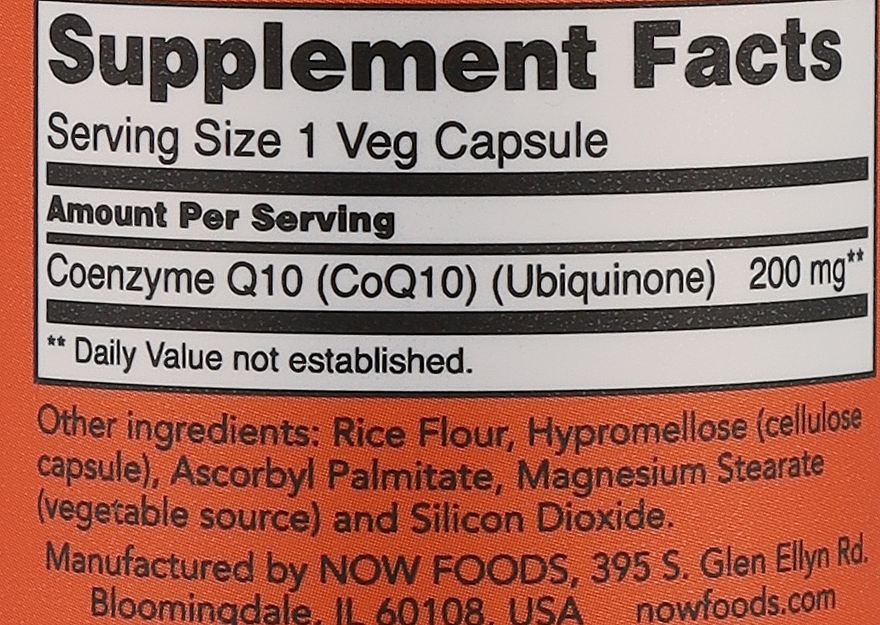 Supplement Facts
Serving Size 1 Veg Capsule
Amount Per Serving
Coenzyme Q10 (CoQ10) (Ubiquinone) 200 mg**
** Daily Value not established.
Other ingredients: Rice Flour, Hypromellose (cellulose
capsule), Ascorbyl Palmitate, Magnesium Stearate
(vegetable source) and Silicon Dioxide.
Manufactured by NOW FOODS, 395 S. Glen Ellyn Rd.
Bloomingdale, IL 60108, USA nowfoods.com